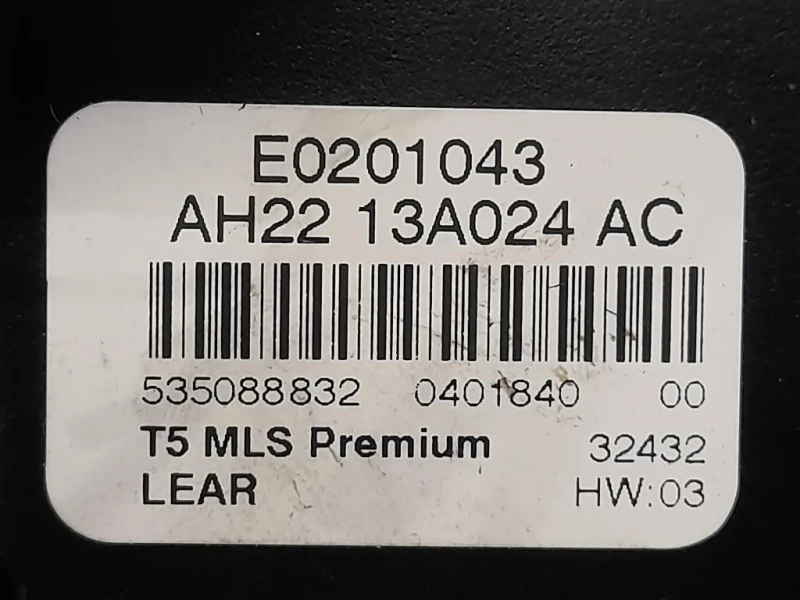 E0201043
AH22 13A024 AC
535088832 0401840 00
T5 MLS Premium 32432
LEAR HW:03